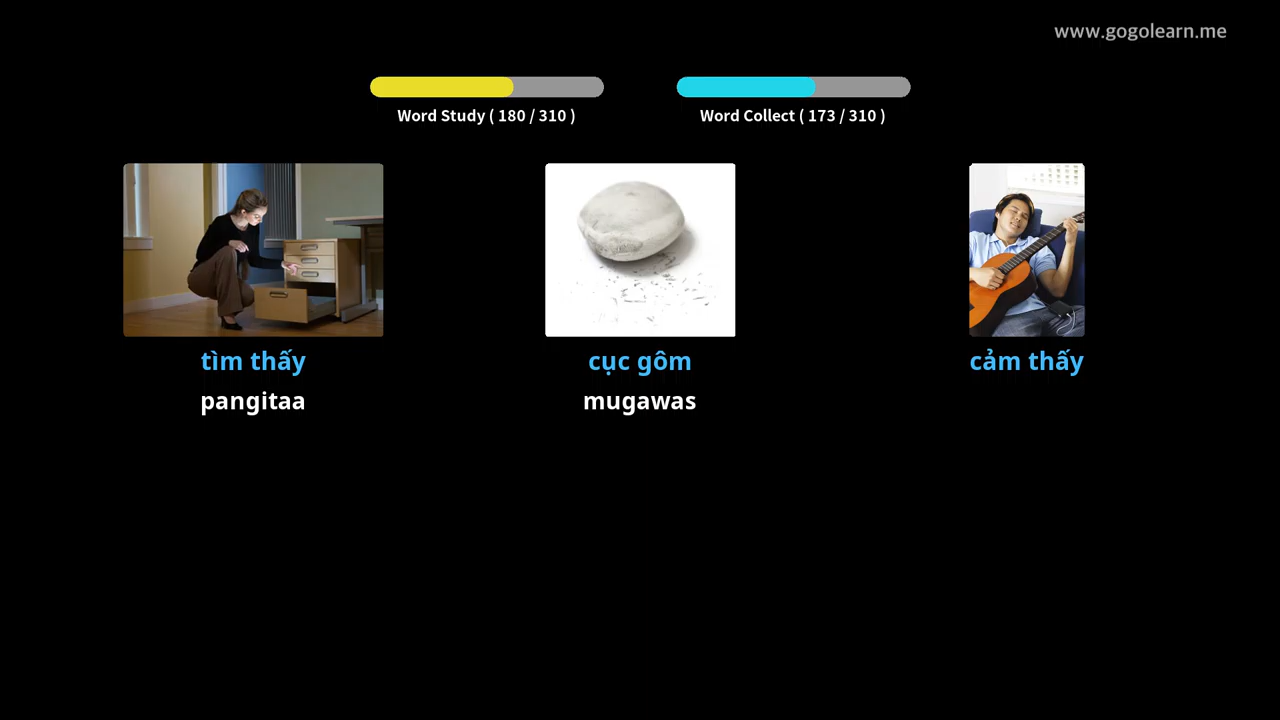 www.gogolearn.me
Word Study ( 180 / 310 )
Word Collect ( 173 / 310 )
tìm thấy
pangitaa
cục gôm
mugawas
cảm thấy